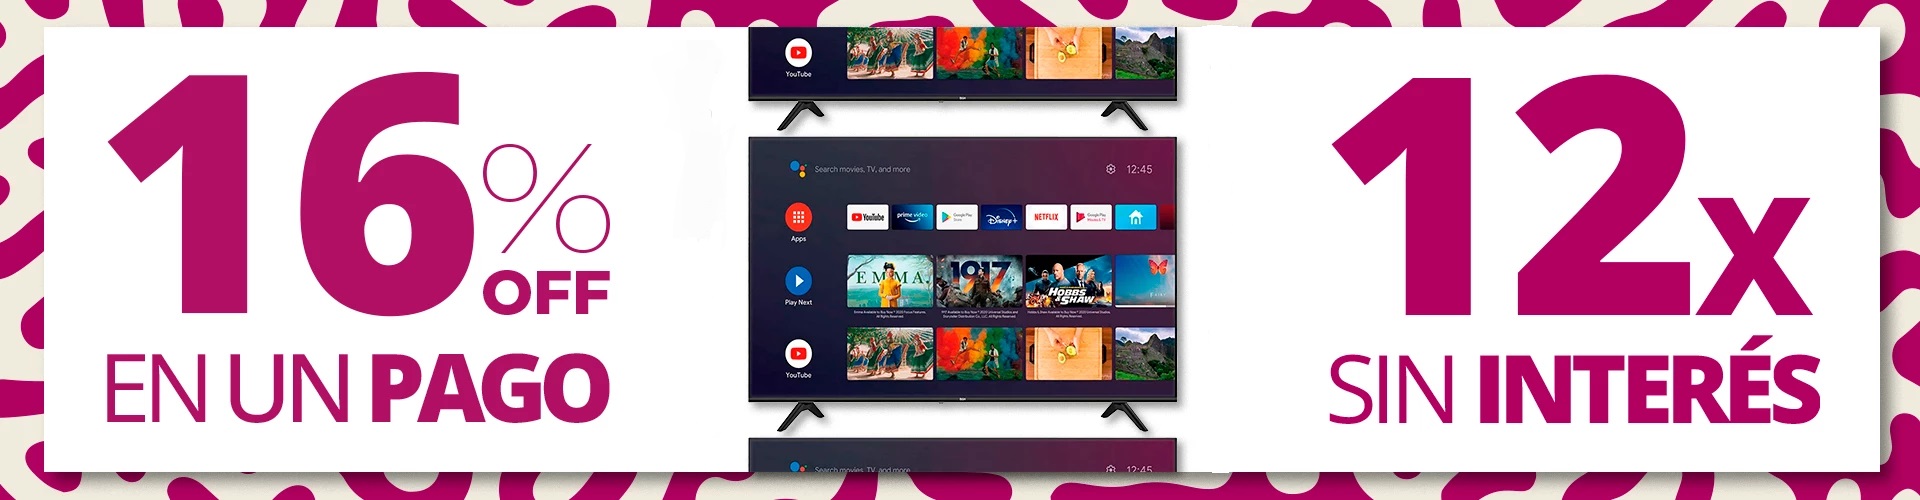 16%
OFF
EN UN PAGO
YouTube
Search movies, TV, and more
12:45
YouTube
prime video
Google Play
DISNEY+
NETFLIX
Google Play
Movies & TV
Apps
EMMA.
1917
HOBBS
& SHAW
Play Next
YouTube
Search movies, TV, and more
12:45
12x
SIN INTERÉS